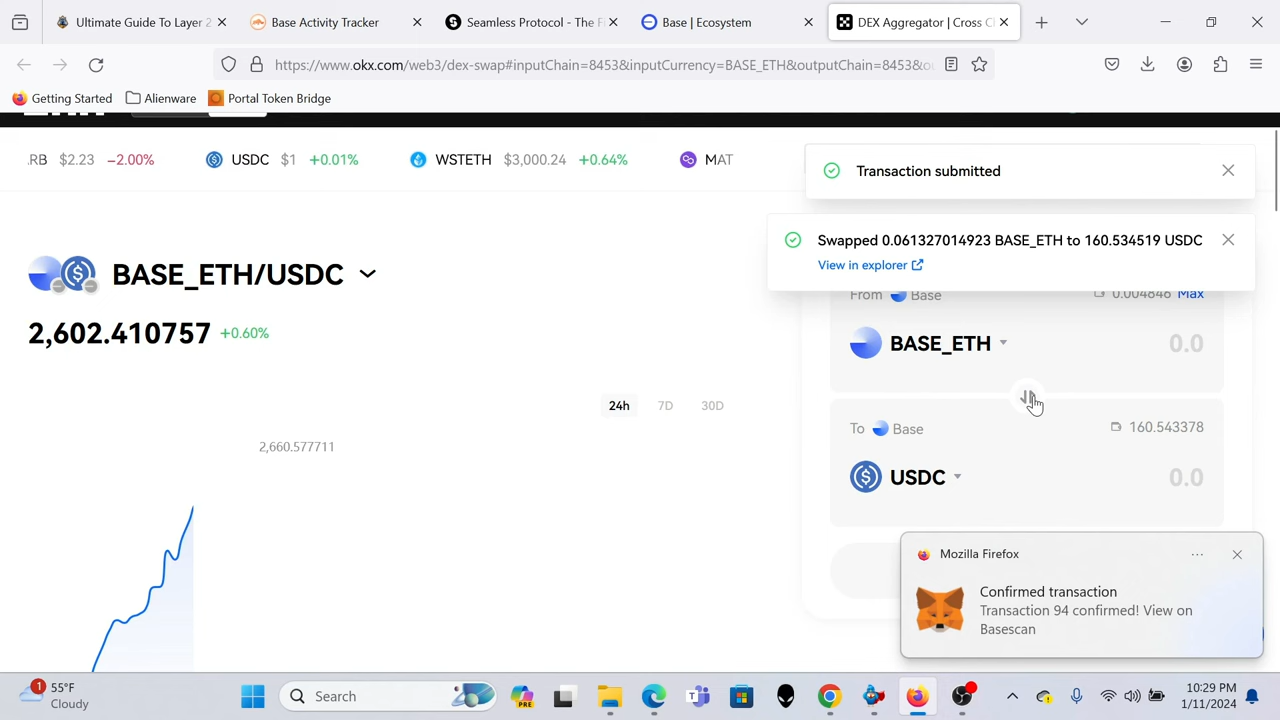 Ultimate Guide To Layer 2
Base Activity Tracker
Seamless Protocol - The Fi
Base | Ecosystem
DEX Aggregator | Cross C
https://www.okx.com/web3/dex-swap#inputChain=8453&inputCurrency=BASE_ETH&outputChain=8453&
Getting Started
Alienware
Portal Token Bridge
.RB $2.23 −2.00%
USDC $1 +0.01%
WSTETH $3,000.24 +0.64%
MAT
Transaction submitted
Swapped 0.061327014923 BASE_ETH to 160.534519 USDC
View in explorer
BASE_ETH/USDC
2,602.410757 +0.60%
24h 7D 30D
2,660.577711
From Base 0.004846 Max
BASE_ETH 0.0
To Base 160.543378
USDC 0.0
Mozilla Firefox
Confirmed transaction
Transaction 94 confirmed! View on
Basescan
1
55°F
Cloudy
Search
PRE
10:29 PM
1/11/2024